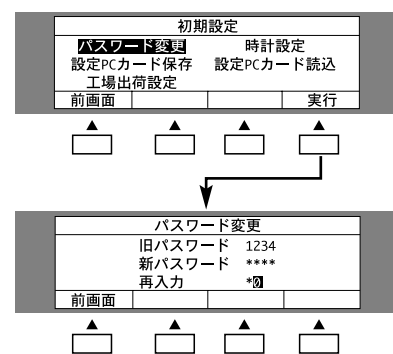 初期設定
パスワード変更 時計設定
設定PCカード保存 設定PCカード読込
工場出荷設定
前画面 実行
パスワード変更
旧パスワード 1234
新パスワード ****
再入力 *0
前画面